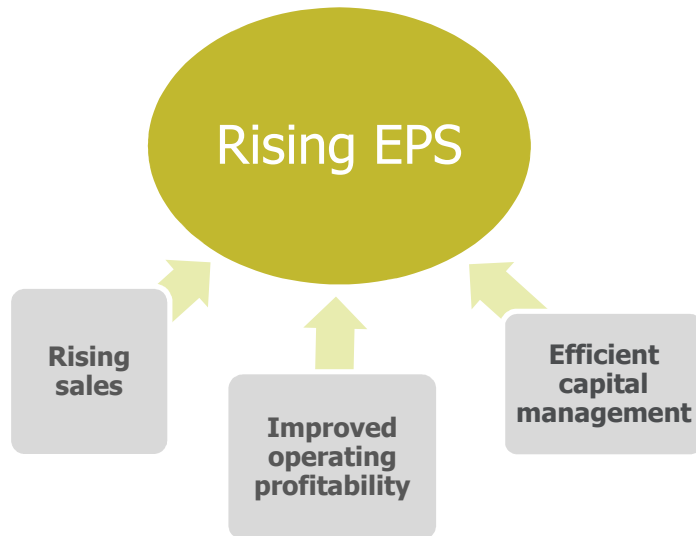 Rising EPS
Rising
sales
Improved
operating
profitability
Efficient
capital
management